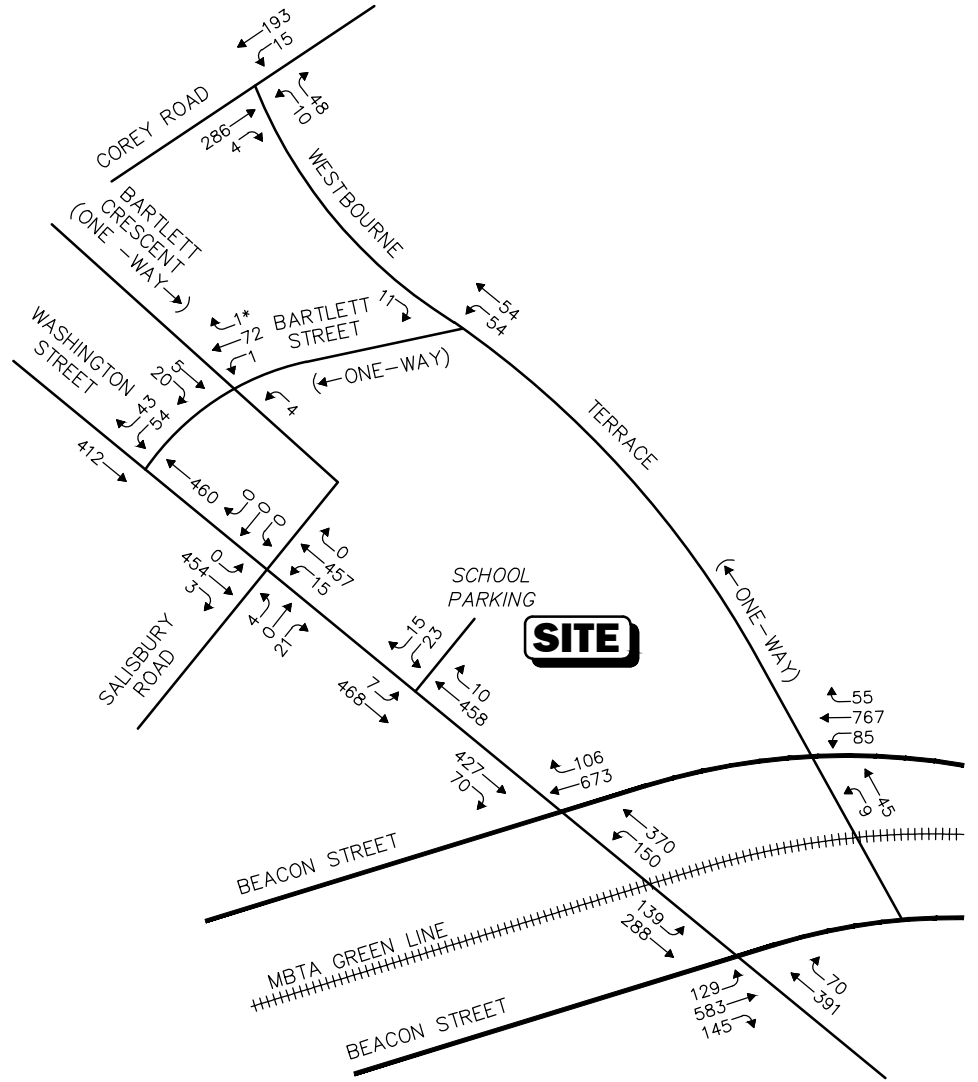 193
15
48
10
COREY ROAD
286
4
WESTBOURNE
BARTLETT
CRESCENT
(ONE -WAY→)
11
54
54
1*
72
1
BARTLETT
STREET
(←ONE-WAY)
WASHINGTON
STREET
5
20
4
43
54
412
TERRACE
460
0
0
0
0
457
15
0
454
3
4
0
21
SALISBURY
ROAD
SCHOOL
PARKING
SITE
(←ONE-WAY)
15
23
7
468
10
458
55
767
85
427
70
106
673
45
9
370
150
BEACON STREET
139
288
MBTA GREEN LINE
129
583
145
70
391
BEACON STREET